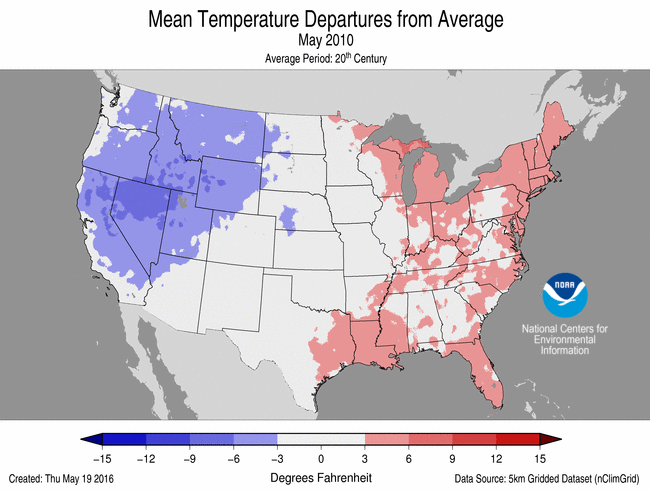 Mean Temperature Departures from Average
May 2010
Average Period: 20th Century
NOAA
National Centers for
Environmental
Information
-15 -12 -9 -6 -3 0 3 6 9 12 15
Created: Thu May 19 2016
Degrees Fahrenheit
Data Source: 5km Gridded Dataset (nClimGrid)